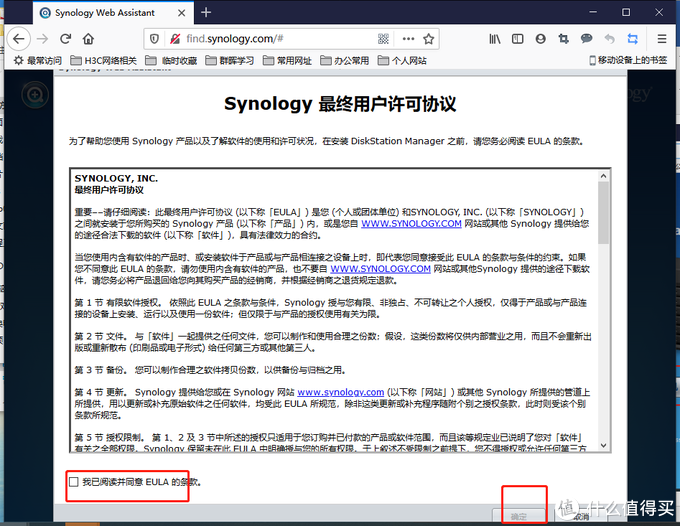 Synology Web Assistant
find.synology.com/#
最常访问 H3C网络相关 临时收藏 群晖学习 常用网址 办公常用 个人网站 移动设备上的书签
Synology Web Assistant
Synology 最终用户许可协议
为了帮助您使用 Synology 产品以及了解软件的使用和许可状况，在安装 DiskStation Manager 之前，请您务必阅读 EULA 的条款。
SYNOLOGY, INC.
最终用户许可协议
重要––请仔细阅读：此最终用户许可协议 (以下称「EULA」) 是您 (个人或团体单位) 和SYNOLOGY, INC. (以下称「SYNOLOGY」)
之间就安装于您所购买的 Synology 产品 (以下称「产品」) 内，或是您自 WWW.SYNOLOGY.COM 网站或其他 Synology 提供给您
的途径合法下载的软件 (以下称「软件」)，具有法律效力的合约。
当您使用内含有软件的产品时、或安装软件于产品或与产品相连接之设备上时，即代表您同意接受此 EULA 的条款与条件的约束。如果
您不同意此 EULA 的条款，请勿使用内含有软件的产品，也不要自 WWW.SYNOLOGY.COM 网站或其他Synology 提供的途径下载软
件，请您务必将产品退回给您向其购买产品的经销商，并根据经销商之退货规定退款。
第 1 节 有限软件授权。 依照此 EULA 之条款与条件，Synology 授与您有限、非独占、不可转让之个人授权，仅得于产品或与产品连
接的设备上安装、运行以及使用一份软件；但仅限于与产品的授权使用有关为限。
第 2 节 文件。 与「软件」一起提供之任何文件，您可以制作和使用合理之份数；假设，这类份数将仅供内部营业之用，而且不会重新出
版或重新散布 (印刷品或电子形式) 给任何第三方或其他第三人。
第 3 节 备份。 您可以制作合理之软件拷贝份数，以供备份与归档之用。
第 4 节 更新。 Synology 提供给您或在 Synology 网站 www.synology.com (以下称「网站」) 或其他 Synology 所提供的管道上
所提供，用以更新或补充原始软件之任何软件，均受此 EULA 所规范，除非这类更新或补充程序随附个别之授权条款，此时则受该个别
条款所规范。
第 5 节 授权限制。 第 1、2 及 3 节中所述的授权只适用于您订购并已付款的产品或软件范围，而且该等规定业已说明了您对「软件」
有关之全部权限。Synology 保留未在此 EULA 中明确授与您的所有权限。于上叙述不受限制之前提下，您不得授权或允许任何第三方
我已阅读并同意 EULA 的条款。
确定 取消
值 什么值得买